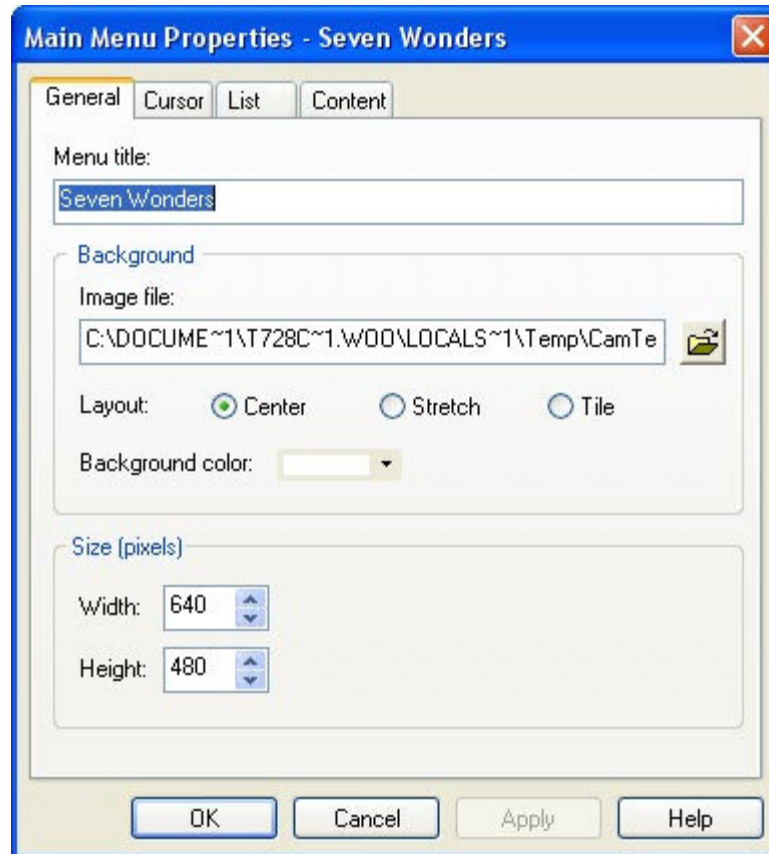 Main Menu Properties - Seven Wonders
General Cursor List Content
Menu title:
Seven Wonders
Background
Image file:
C:\DOCUME~1\T728C~1.WOO\LOCALS~1\Temp\CamTe
Layout: Center Stretch Tile
Background color:
Size (pixels)
Width: 640
Height: 480
OK Cancel Apply Help